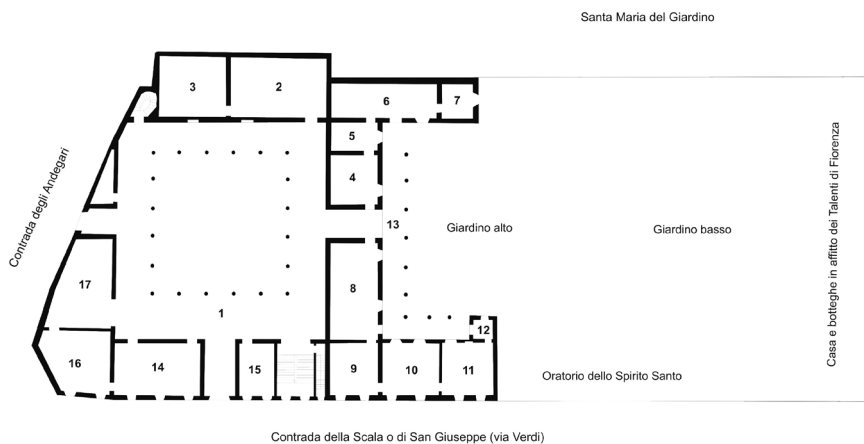 Santa Maria del Giardino
3
2
6
7
5
4
Contrada degli Andegari
13
Giardino alto
Giardino basso
Casa e botteghe in affitto dei Talenti di Fiorenza
17
8
1
12
16
14
15
9
10
11
Oratorio dello Spirito Santo
Contrada della Scala o di San Giuseppe (via Verdi)